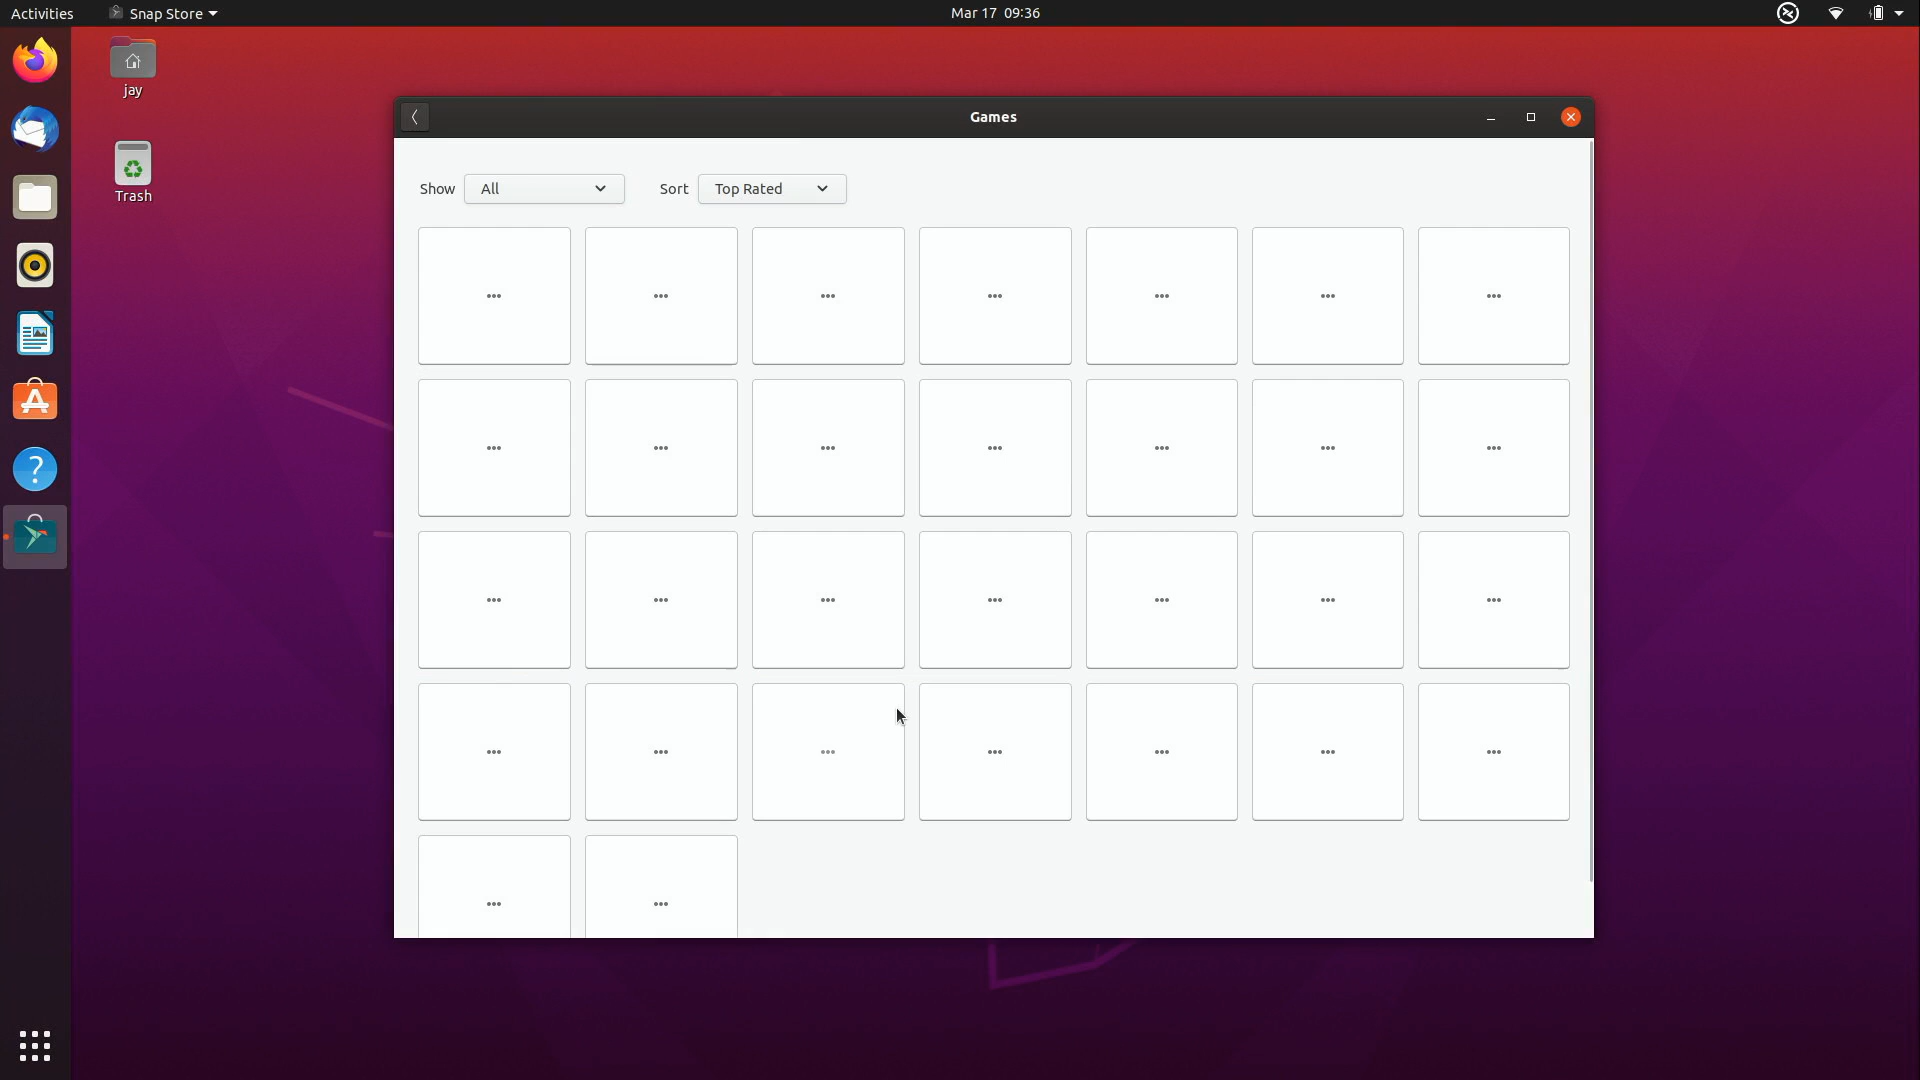 Activities
Snap Store
Mar 17 09:36
jay
Trash
Games
Show All
Sort Top Rated